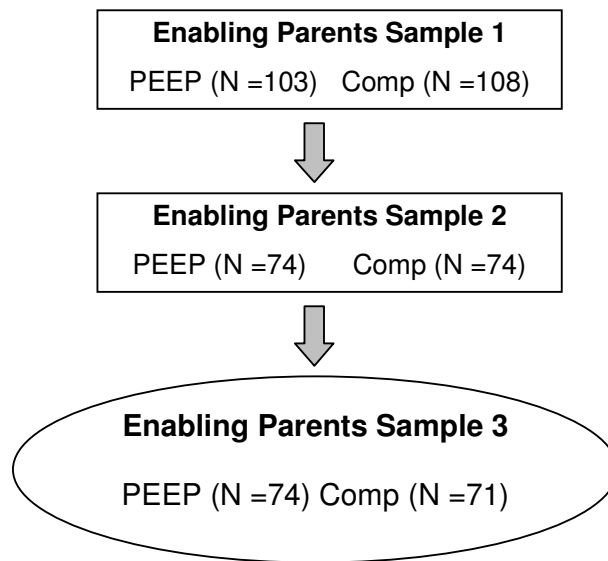 Enabling Parents Sample 1
PEEP (N =103) Comp (N =108)
Enabling Parents Sample 2
PEEP (N =74) Comp (N =74)
Enabling Parents Sample 3
PEEP (N =74) Comp (N =71)